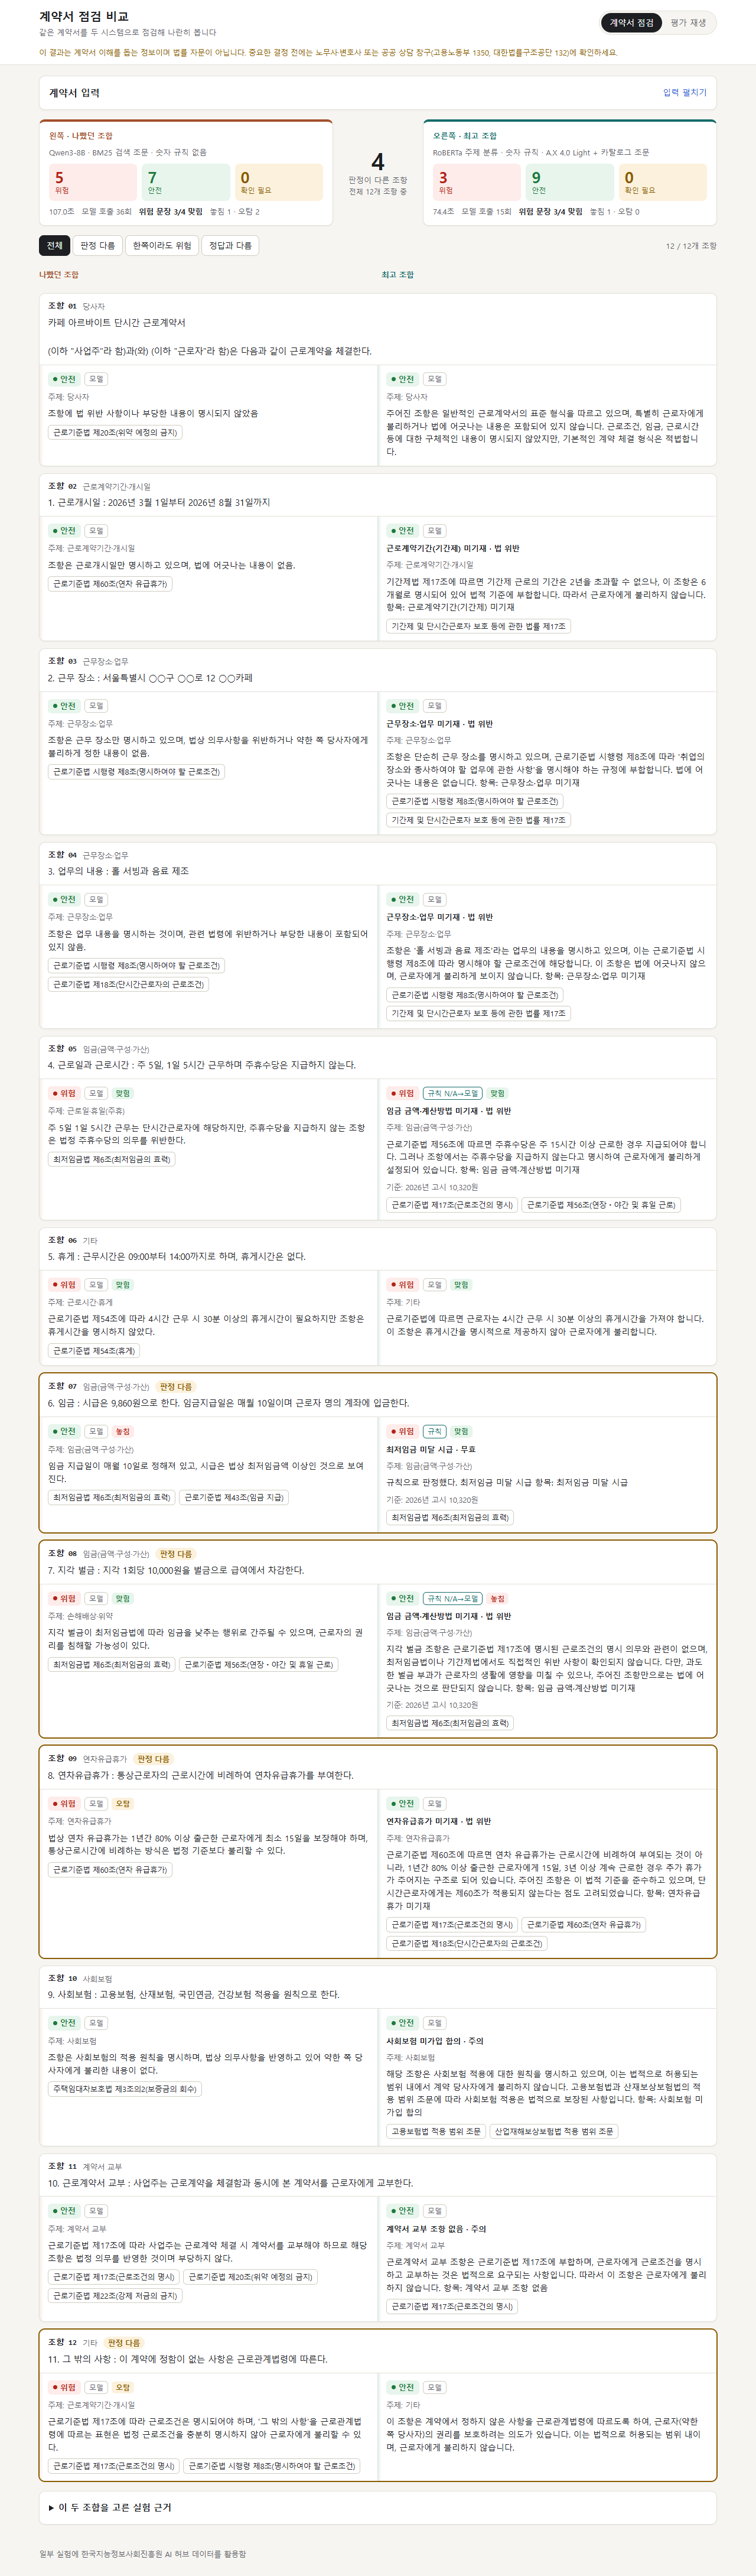 계약서 점검 비교
같은 계약서를 두 시스템으로 점검해 나란히 봅니다
계약서 점검 평가 재생
이 결과는 계약서 이해를 돕는 정보이며 법률 자문이 아닙니다. 중요한 결정 전에는 노무사·변호사 또는 공공 상담 창구(고용노동부 1350, 대한법률구조공단 132)에 확인하세요.
계약서 입력 입력 펼치기
왼쪽 · 나빴던 조합
Qwen3-8B · BM25 검색 조문 · 숫자 규칙 없음
5 7 0
위험 안전 확인 필요
107.0초 모델 호출 36회 위험 문장 3/4 맞힘 놓침 1 · 오탐 2
4
판정이 다른 조항
전체 12개 조항 중
오른쪽 · 최고 조합
RoBERTa 주제 분류 · 숫자 규칙 · A.X 4.0 Light + 카탈로그 조문
3 9 0
위험 안전 확인 필요
74.4초 모델 호출 15회 위험 문장 3/4 맞힘 놓침 1 · 오탐 0
전체 판정 다름 한쪽이라도 위험 정답과 다름 12 / 12개 조항
나빴던 조합 최고 조합
조항 01 당사자
카페 아르바이트 단시간 근로계약서
(이하 "사업주"라 함)과(와) (이하 "근로자"라 함)은 다음과 같이 근로계약을 체결한다.
안전 모델
주제: 당사자
조항에 법 위반 사항이나 부당한 내용이 명시되지 않았음
근로기준법 제20조(위약 예정의 금지)
안전 모델
주제: 당사자
주어진 조항은 일반적인 근로계약서의 표준 형식을 따르고 있으며, 특별히 근로자에게
불리하거나 법에 어긋나는 내용은 포함되어 있지 않습니다. 근로조건, 임금, 근로시간
등에 대한 구체적인 내용이 명시되지 않았지만, 기본적인 계약 체결 형식은 적법합니
다.
조항 02 근로계약기간·개시일
1. 근로개시일 : 2026년 3월 1일부터 2026년 8월 31일까지
안전 모델
주제: 근로계약기간·개시일
조항은 근로개시일만 명시하고 있으며, 법에 어긋나는 내용이 없음.
근로기준법 제60조(연차 유급휴가)
안전 모델
근로계약기간(기간제) 미기재 · 법 위반
주제: 근로계약기간·개시일
기간제법 제17조에 따르면 기간제 근로의 기간은 2년을 초과할 수 없으나, 이 조항은 6
개월로 명시되어 있어 법적 기준에 부합합니다. 따라서 근로자에게 불리하지 않습니다.
항목: 근로계약기간(기간제) 미기재
기간제 및 단시간근로자 보호 등에 관한 법률 제17조
조항 03 근무장소·업무
2. 근무 장소 : 서울특별시 ○○구 ○○로 12 ○○카페
안전 모델
주제: 근무장소·업무
조항은 근무 장소만 명시하고 있으며, 법상 의무사항을 위반하거나 약한 쪽 당사자에게
불리하게 정한 내용이 없음.
근로기준법 시행령 제8조(명시하여야 할 근로조건)
안전 모델
근무장소·업무 미기재 · 법 위반
주제: 근무장소·업무
조항은 단순히 근무 장소를 명시하고 있으며, 근로기준법 시행령 제8조에 따라 '취업의
장소와 종사하여야 할 업무에 관한 사항'을 명시해야 하는 규정에 부합합니다. 법에 어
긋나는 내용은 없습니다. 항목: 근무장소·업무 미기재
근로기준법 시행령 제8조(명시하여야 할 근로조건)
기간제 및 단시간근로자 보호 등에 관한 법률 제17조
조항 04 근무장소·업무
3. 업무의 내용 : 홀 서빙과 음료 제조
안전 모델
주제: 근무장소·업무
조항은 업무 내용을 명시하는 것이며, 관련 법령에 위반하거나 부당한 내용이 포함되어
있지 않음.
근로기준법 시행령 제8조(명시하여야 할 근로조건)
근로기준법 제18조(단시간근로자의 근로조건)
안전 모델
근무장소·업무 미기재 · 법 위반
주제: 근무장소·업무
조항은 '홀 서빙과 음료 제조'라는 업무의 내용을 명시하고 있으며, 이는 근로기준법 시
행령 제8조에 따라 명시해야 할 근로조건에 해당합니다. 이 조항은 법에 어긋나지 않으
며, 근로자에게 불리하게 보이지 않습니다. 항목: 근무장소·업무 미기재
근로기준법 시행령 제8조(명시하여야 할 근로조건)
기간제 및 단시간근로자 보호 등에 관한 법률 제17조
조항 05 임금(금액·구성·가산)
4. 근로일과 근로시간 : 주 5일, 1일 5시간 근무하며 주휴수당은 지급하지 않는다.
위험 모델 맞힘
주제: 근로일·휴일(주휴)
주 5일 1일 5시간 근무는 단시간근로자에 해당하지만, 주휴수당을 지급하지 않는 조항
은 법정 주휴수당의 의무를 위반한다.
최저임금법 제6조(최저임금의 효력)
위험 규칙 N/A→모델 맞힘
임금 금액·계산방법 미기재 · 법 위반
주제: 임금(금액·구성·가산)
근로기준법 제56조에 따르면 주휴수당은 주 15시간 이상 근로한 경우 지급되어야 합니
다. 그러나 조항에서는 주휴수당을 지급하지 않는다고 명시하여 근로자에게 불리하게
설정되어 있습니다. 항목: 임금 금액·계산방법 미기재
기준: 2026년 고시 10,320원
근로기준법 제17조(근로조건의 명시) 근로기준법 제56조(연장・야간 및 휴일 근로)
조항 06 기타
5. 휴게 : 근무시간은 09:00부터 14:00까지로 하며, 휴게시간은 없다.
위험 모델 맞힘
주제: 근로시간·휴게
근로기준법 제54조에 따라 4시간 근무 시 30분 이상의 휴게시간이 필요하지만 조항은
휴게시간을 명시하지 않았다.
근로기준법 제54조(휴게)
위험 모델 맞힘
주제: 기타
근로기준법에 따르면 근로자는 4시간 근무 시 30분 이상의 휴게시간을 가져야 합니다.
이 조항은 휴게시간을 명시적으로 제공하지 않아 근로자에게 불리합니다.
조항 07 임금(금액·구성·가산) 판정 다름
6. 임금 : 시급은 9,860원으로 한다. 임금지급일은 매월 10일이며 근로자 명의 계좌에 입금한다.
안전 모델 놓침
주제: 임금(금액·구성·가산)
임금 지급일이 매월 10일로 정해져 있고, 시급은 법상 최저임금액 이상인 것으로 보여
진다.
최저임금법 제6조(최저임금의 효력) 근로기준법 제43조(임금 지급)
위험 규칙 맞힘
최저임금 미달 시급 · 무효
주제: 임금(금액·구성·가산)
규칙으로 판정했다. 최저임금 미달 시급 항목: 최저임금 미달 시급
기준: 2026년 고시 10,320원
최저임금법 제6조(최저임금의 효력)
조항 08 임금(금액·구성·가산) 판정 다름
7. 지각 벌금 : 지각 1회당 10,000원을 벌금으로 급여에서 차감한다.
위험 모델 맞힘
주제: 손해배상·위약
지각 벌금이 최저임금법에 따라 임금을 낮추는 행위로 간주될 수 있으며, 근로자의 권
리를 침해할 가능성이 있다.
최저임금법 제6조(최저임금의 효력) 근로기준법 제56조(연장・야간 및 휴일 근로)
안전 규칙 N/A→모델 놓침
임금 금액·계산방법 미기재 · 법 위반
주제: 임금(금액·구성·가산)
지각 벌금 조항은 근로기준법 제17조에 명시된 근로조건의 명시 의무와 관련이 없으며,
최저임금법이나 기간제법에서도 직접적인 위반 사항이 확인되지 않습니다. 다만, 과도
한 벌금 부과가 근로자의 생활에 영향을 미칠 수 있으나, 주어진 조항만으로는 법에 어
긋나는 것으로 판단되지 않습니다. 항목: 임금 금액·계산방법 미기재
기준: 2026년 고시 10,320원
최저임금법 제6조(최저임금의 효력)
조항 09 연차유급휴가 판정 다름
8. 연차유급휴가 : 통상근로자의 근로시간에 비례하여 연차유급휴가를 부여한다.
위험 모델 오탐
주제: 연차유급휴가
법상 연차 유급휴가는 1년간 80% 이상 출근한 근로자에게 최소 15일을 보장해야 하며,
통상근로시간에 비례하는 방식은 법적 기준보다 불리할 수 있다.
근로기준법 제60조(연차 유급휴가)
안전 모델
연차유급휴가 미기재 · 법 위반
주제: 연차유급휴가
근로기준법 제60조에 따르면 연차 유급휴가는 근로시간에 비례하여 부여되는 것이 아
니라, 1년간 80% 이상 출근한 근로자에게 15일, 3년 이상 계속 근로한 경우 추가 휴가
가 주어지는 구조로 되어 있습니다. 주어진 조항은 이 법적 기준을 준수하고 있으며, 단
시간근로자에게는 제60조가 적용되지 않는다는 점도 고려되었습니다. 항목: 연차유급
휴가 미기재
근로기준법 제17조(근로조건의 명시) 근로기준법 제60조(연차 유급휴가)
근로기준법 제18조(단시간근로자의 근로조건)
조항 10 사회보험
9. 사회보험 : 고용보험, 산재보험, 국민연금, 건강보험 적용을 원칙으로 한다.
안전 모델
주제: 사회보험
조항은 사회보험의 적용 원칙을 명시하며, 법상 의무사항을 반영하고 있어 약한 쪽 당
사자에게 불리한 내용이 없다.
주택임대차보호법 제3조의2(보증금의 회수)
안전 모델
사회보험 미가입 합의 · 주의
주제: 사회보험
해당 조항은 사회보험 적용에 대한 원칙을 명시하고 있으며, 이는 법적으로 허용되는
범위 내에서 계약 당사자에게 불리하지 않습니다. 고용보험법과 산재보상보험법의 적
용 범위 조문에 따라 사회보험 적용은 법적으로 보장된 사항입니다. 항목: 사회보험 미
가입 합의
고용보험법 적용 범위 조문 산업재해보상보험법 적용 범위 조문
조항 11 계약서 교부
10. 근로계약서 교부 : 사업주는 근로계약을 체결함과 동시에 본 계약서를 근로자에게 교부한다.
안전 모델
주제: 계약서 교부
근로기준법 제17조에 따라 사업주는 근로계약 체결 시 계약서를 교부해야 하므로 해당
조항은 법정 의무를 반영한 것이며 부당하지 않다.
근로기준법 제17조(근로조건의 명시) 근로기준법 제20조(위약 예정의 금지)
근로기준법 제22조(강제 저금의 금지)
안전 모델
계약서 교부 조항 없음 · 주의
주제: 계약서 교부
근로계약서 교부 조항은 근로기준법 제17조에 부합하며, 근로자에게 근로조건을 명시
하고 교부하는 것은 법적으로 요구되는 사항입니다. 따라서 이 조항은 근로자에게 불리
하지 않습니다. 항목: 계약서 교부 조항 없음
근로기준법 제17조(근로조건의 명시)
조항 12 기타 판정 다름
11. 그 밖의 사항 : 이 계약에 정함이 없는 사항은 근로관계법령에 따른다.
위험 모델 오탐
주제: 근로계약기간·개시일
근로기준법 제17조에 따라 근로조건은 명시되어야 하며, '그 밖의 사항'을 근로관계법
령에 따르는 표현은 법정 근로조건을 충분히 명시하지 않아 근로자에게 불리할 수 있
다.
근로기준법 제17조(근로조건의 명시) 근로기준법 시행령 제8조(명시하여야 할 근로조건)
안전 모델
주제: 기타
이 조항은 계약에서 정하지 않은 사항을 근로관계법령에 따르도록 하여, 근로자(약한
쪽 당사자)의 권리를 보호하려는 의도가 있습니다. 이는 법적으로 허용되는 범위 내이
며, 근로자에게 불리하지 않습니다.
▶ 이 두 조합을 고른 실험 근거
일부 실험에 한국지능정보사회진흥원 AI 허브 데이터를 활용함